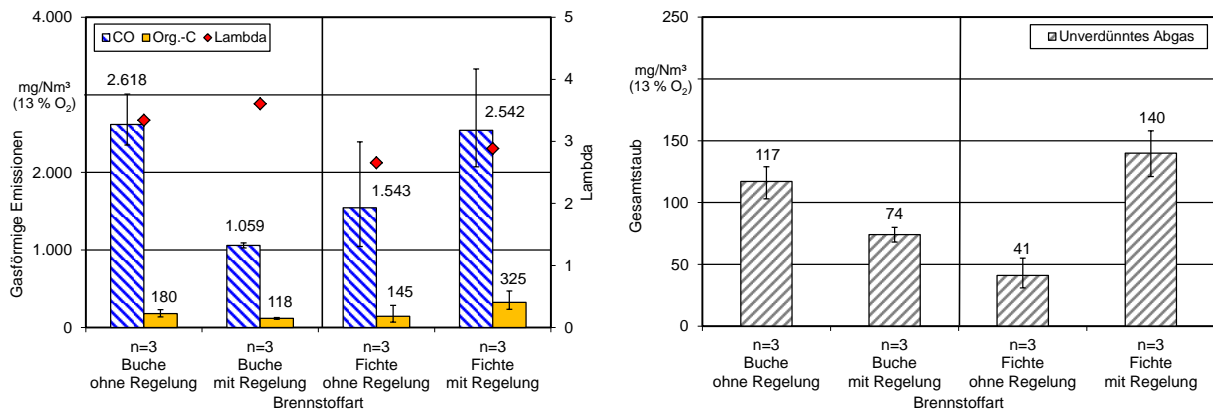 4.000
mg/Nm³
(13 % O₂)
2.000
1.000
0
Gasförmige Emissionen
CO
Org.-C
Lambda
2.618
180
1.059
118
1.543
145
2.542
325
5
4
3
2
1
0
Lambda
n=3
Buche
ohne Regelung
n=3
Buche
mit Regelung
n=3
Fichte
ohne Regelung
n=3
Fichte
mit Regelung
Brennstoffart
250
mg/Nm³
(13 % O₂)
150
100
50
0
Gesamtstaub
Unverdünntes Abgas
117
74
41
140
n=3
Buche
ohne Regelung
n=3
Buche
mit Regelung
n=3
Fichte
ohne Regelung
n=3
Fichte
mit Regelung
Brennstoffart